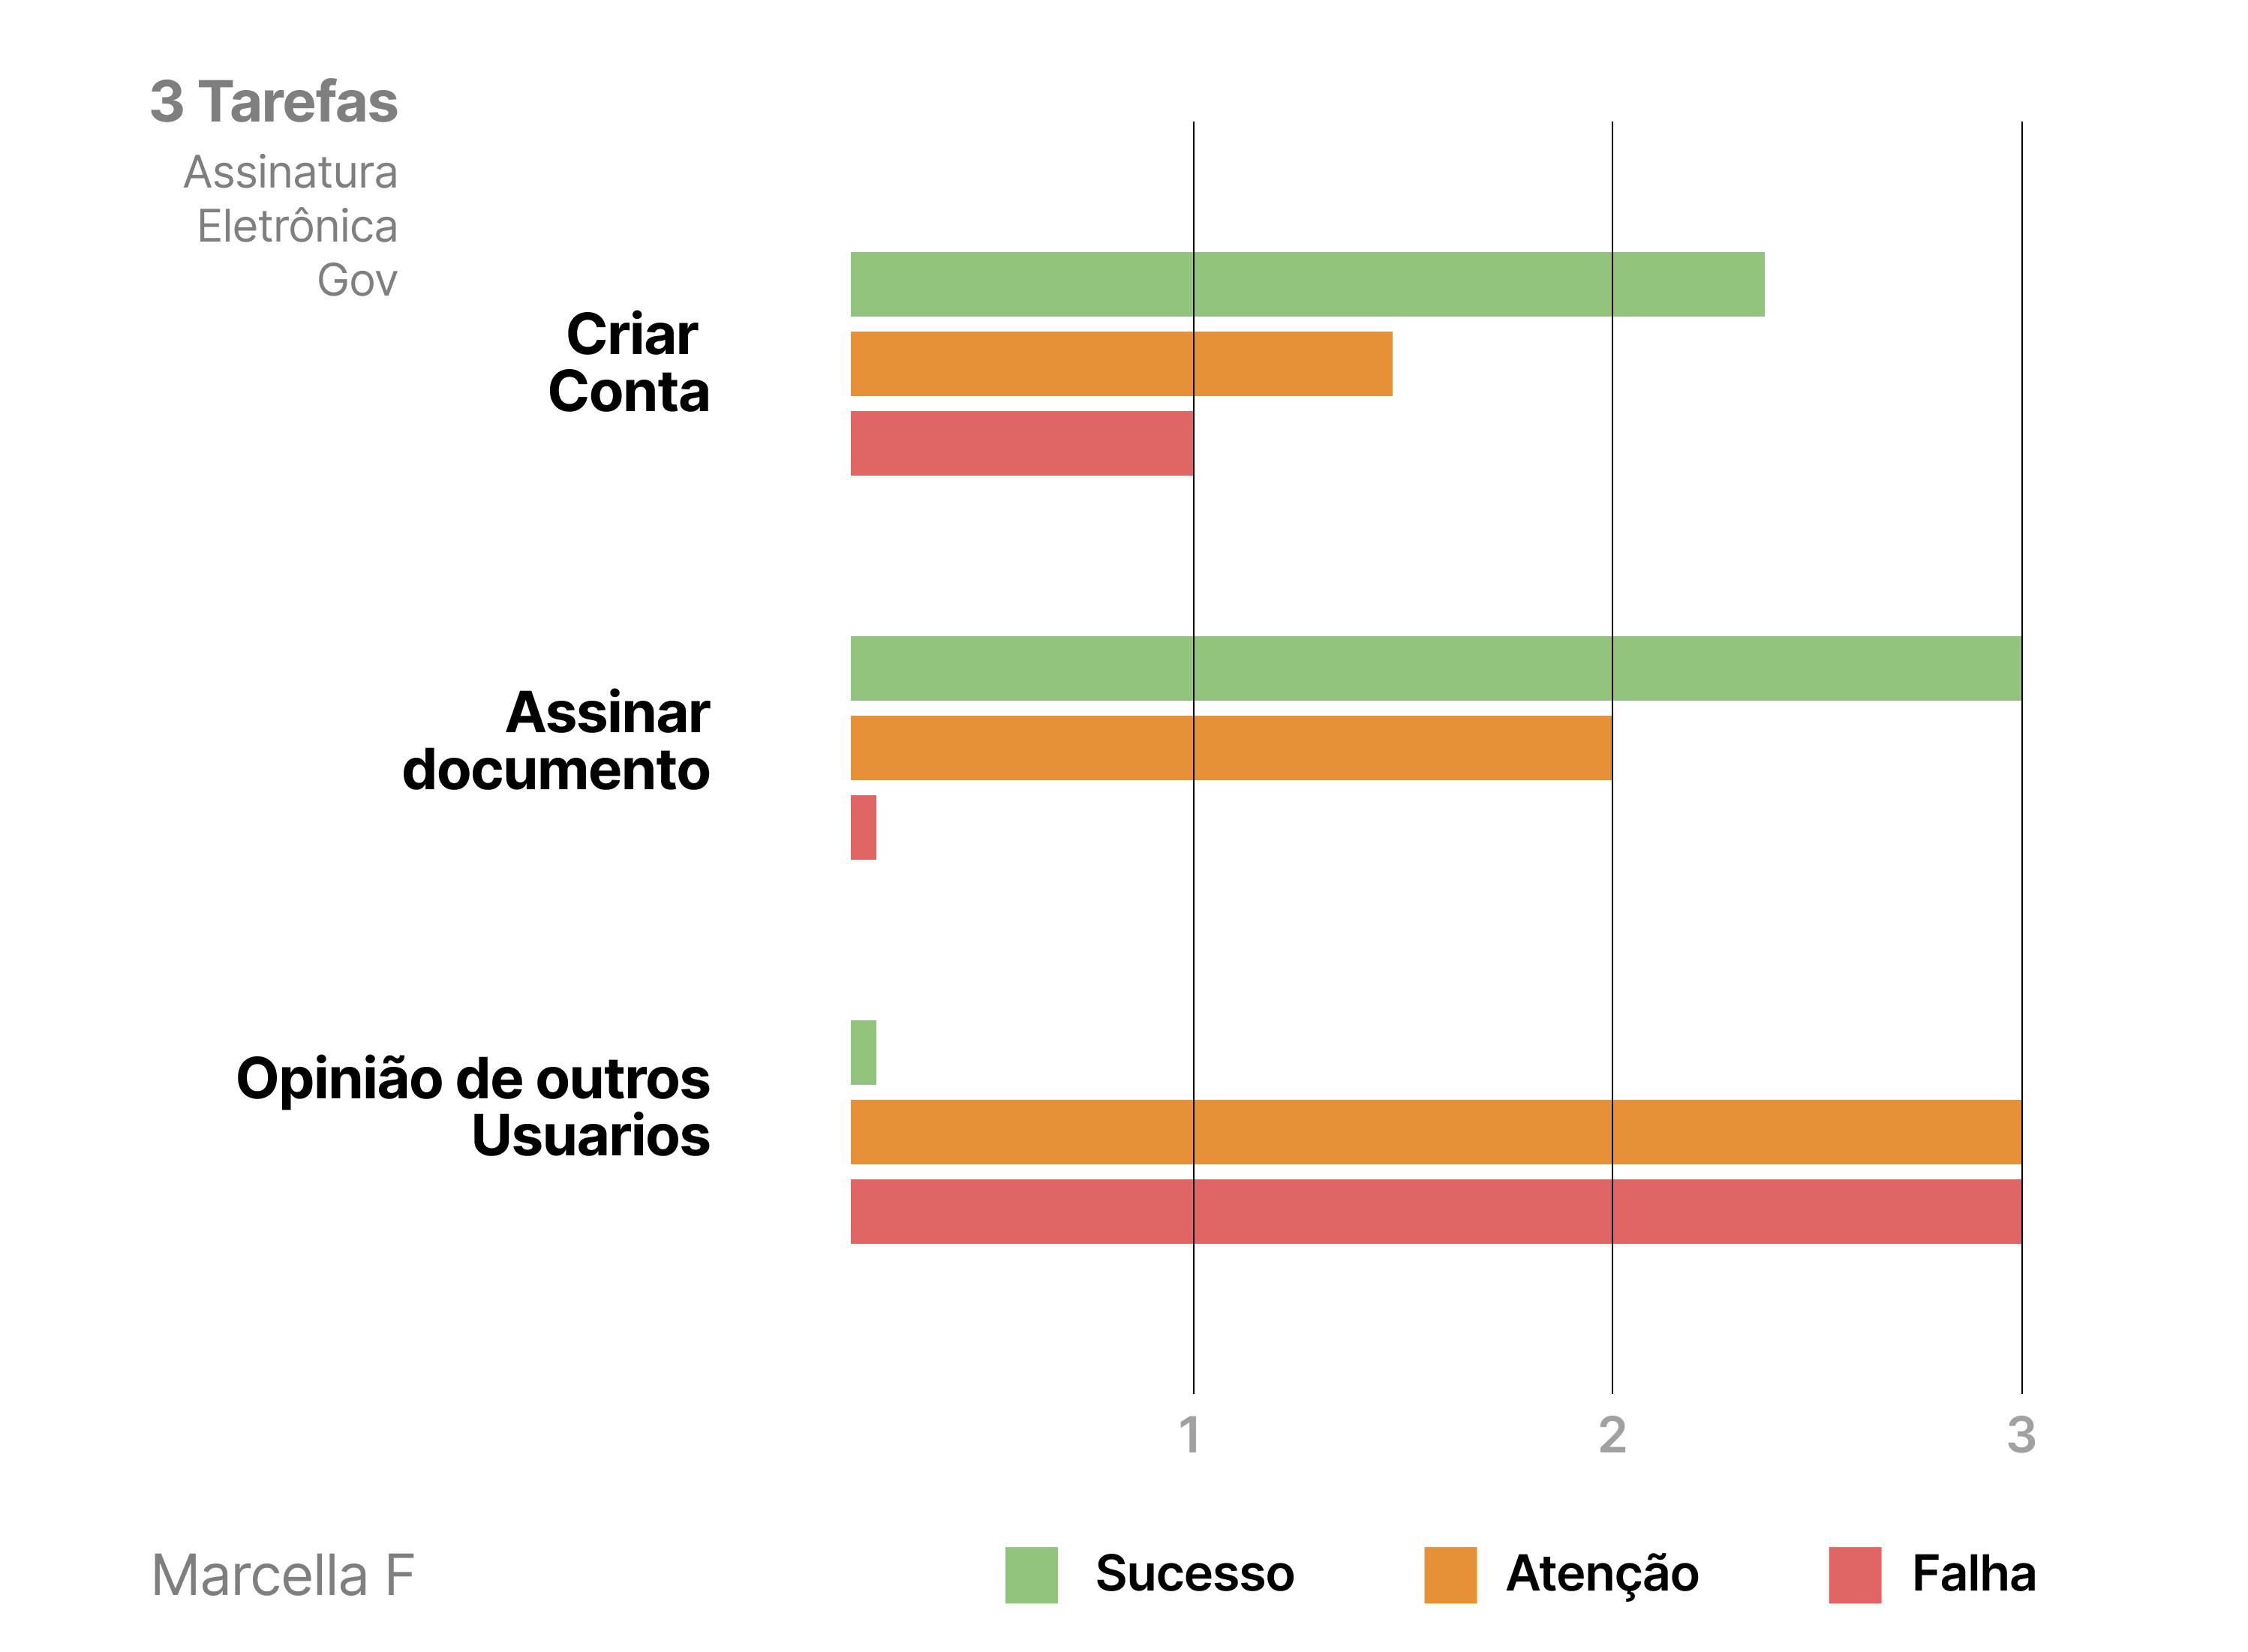 3 Tarefas
Assinatura
Eletrônica
Gov
Criar
Conta
Assinar
documento
Opinião de outros
Usuarios
1
2
3
Marcella F
Sucesso
Atenção
Falha